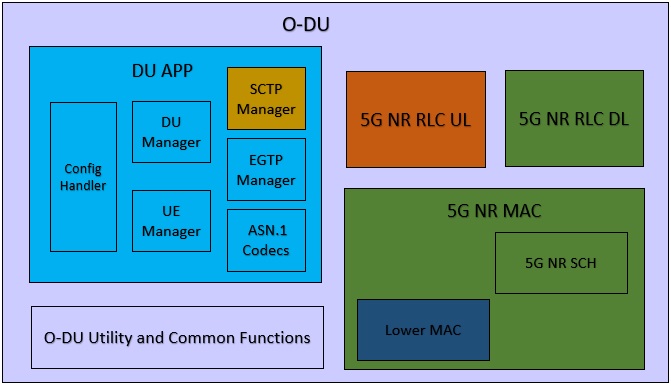 O-DU
DU APP
Config
Handler
DU
Manager
UE
Manager
SCTP
Manager
EGTP
Manager
ASN.1
Codecs
5G NR RLC UL
5G NR RLC DL
5G NR MAC
5G NR SCH
Lower MAC
O-DU Utility and Common Functions